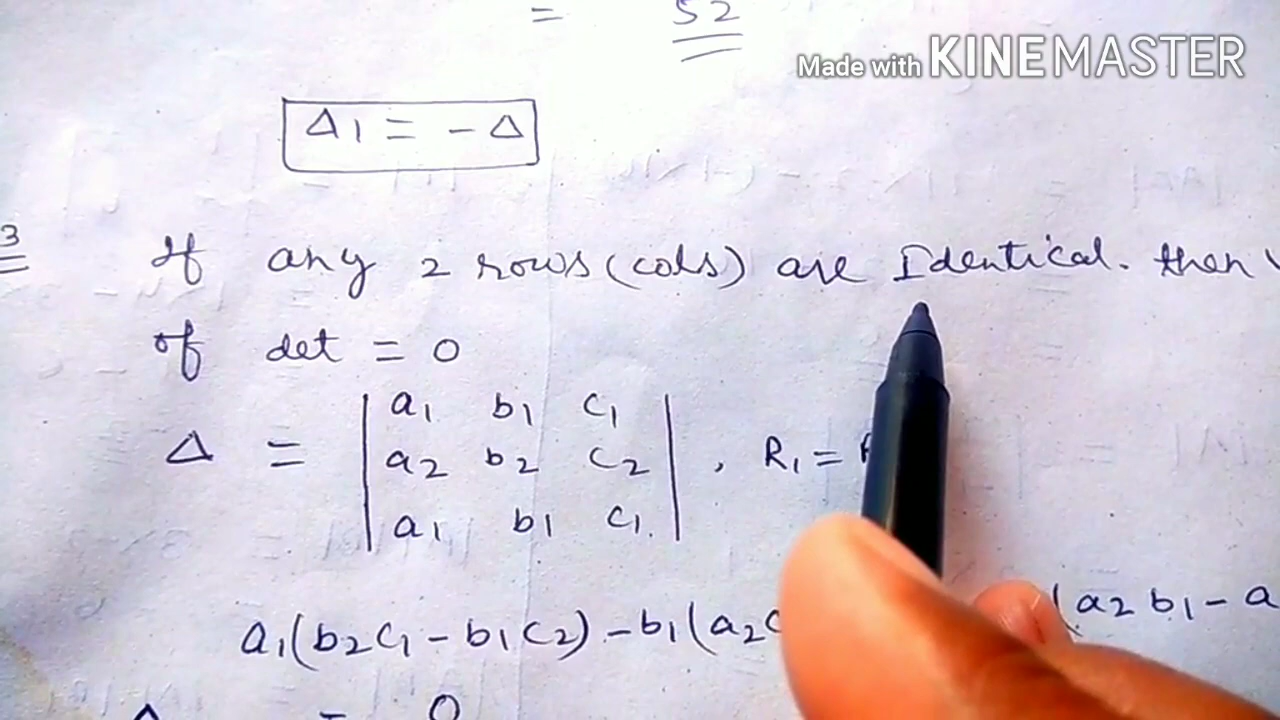 = 52
Made with KINEMASTER
Δ1 = - Δ
3 If any 2 rows (cols) are Identical. then
of det = 0
Δ = | a1 b1 c1 |
| a2 b2 c2 | , R1 =
| a1 b1 c1. |
a1(b2c1 - b1c2) - b1(a2c (a2b1 - a
= 0